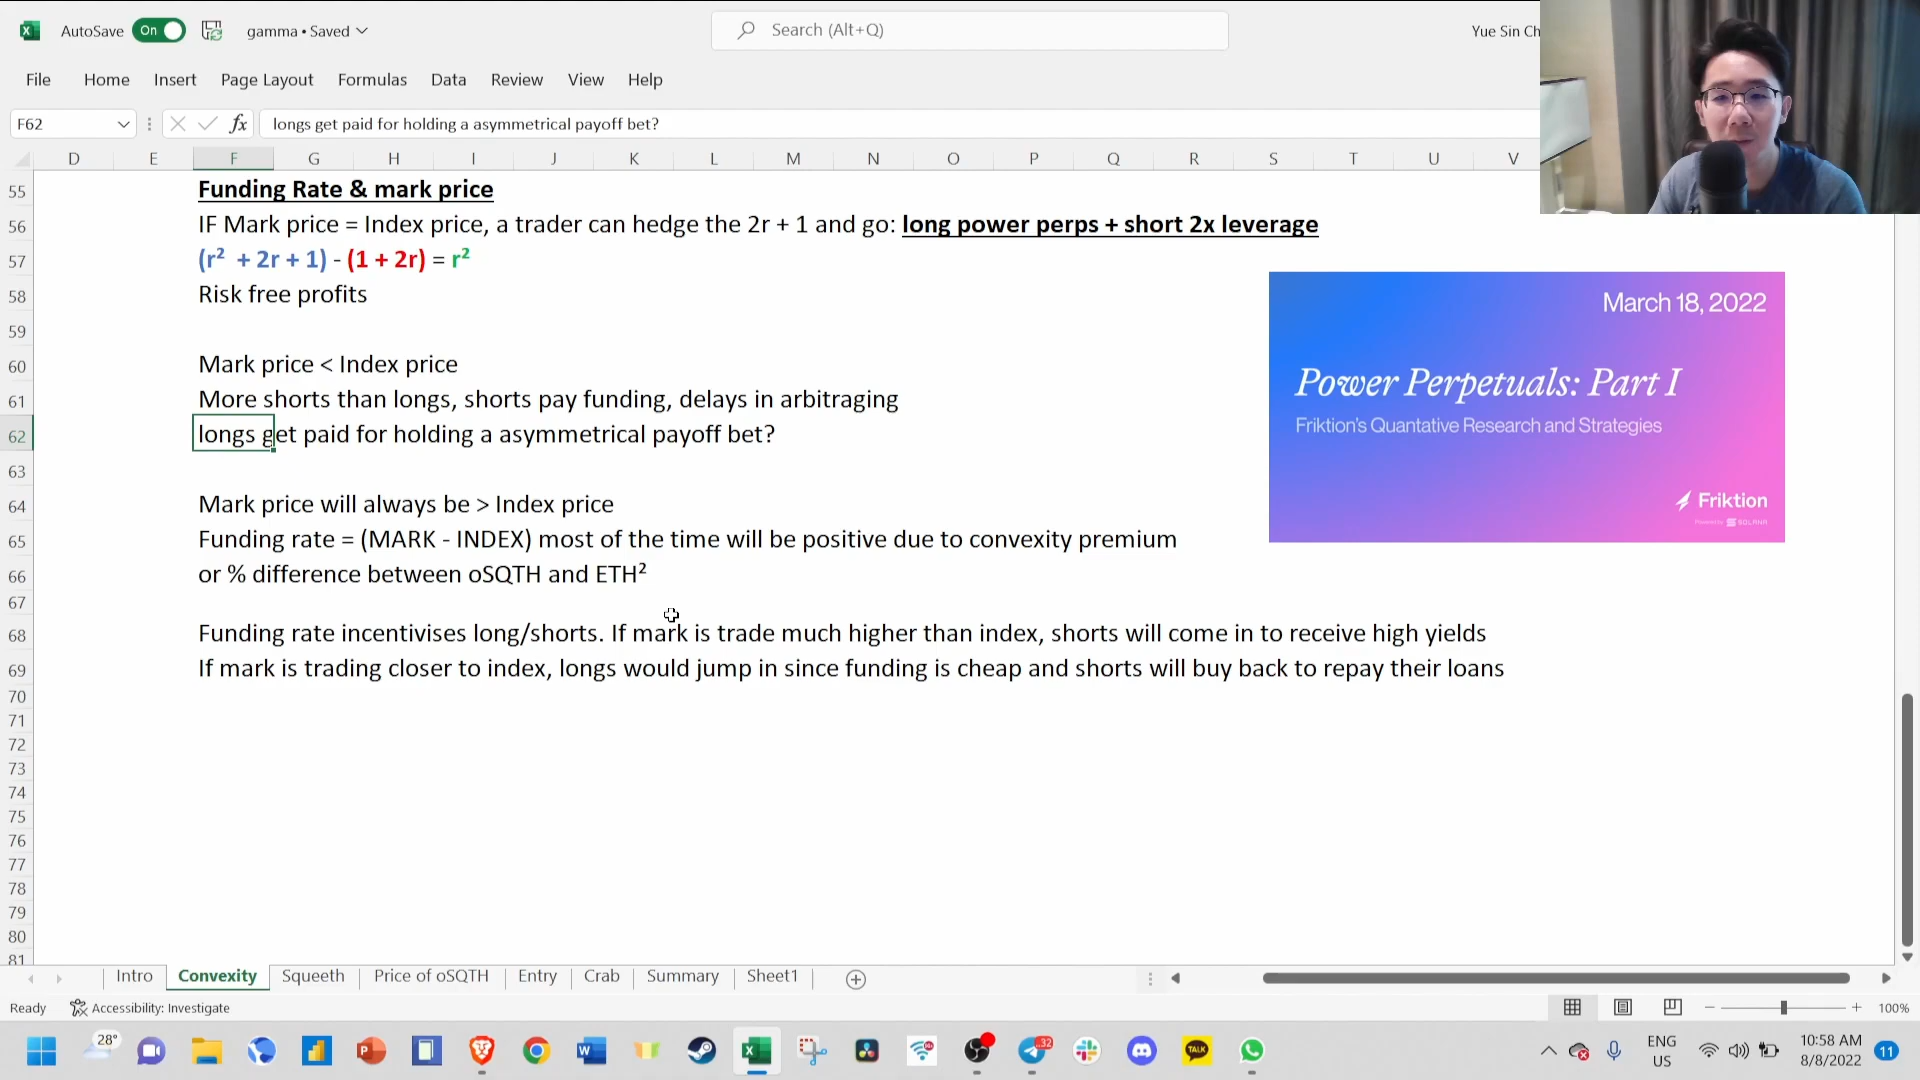 AutoSave On gamma • Saved Search (Alt+Q) Yue Sin Ch
File Home Insert Page Layout Formulas Data Review View Help
F62 fx longs get paid for holding a asymmetrical payoff bet?
D E F G H I J K L M N O P Q R S T U V
55 Funding Rate & mark price
56 IF Mark price = Index price, a trader can hedge the 2r + 1 and go: long power perps + short 2x leverage
57 (r² + 2r + 1) - (1 + 2r) = r²
58 Risk free profits
59
60 Mark price < Index price
61 More shorts than longs, shorts pay funding, delays in arbitraging
62 longs get paid for holding a asymmetrical payoff bet?
63
64 Mark price will always be > Index price
65 Funding rate = (MARK - INDEX) most of the time will be positive due to convexity premium
66 or % difference between oSQTH and ETH²
67
68 Funding rate incentivises long/shorts. If mark is trade much higher than index, shorts will come in to receive high yields
69 If mark is trading closer to index, longs would jump in since funding is cheap and shorts will buy back to repay their loans
70
71
72
73
74
75
76
77
78
79
80
81
March 18, 2022
Power Perpetuals: Part I
Friktion's Quantative Research and Strategies
Friktion
Powered by SOLANA
Intro Convexity Squeeth Price of oSQTH Entry Crab Summary Sheet1
Ready Accessibility: Investigate 100%
28° 32 TALK ENG 10:58 AM
US 8/8/2022 11